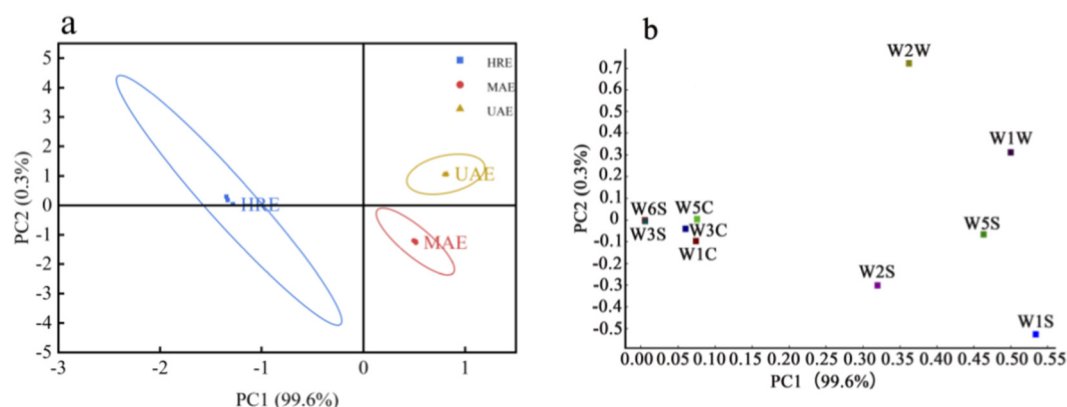 a
5
4
3
2
1
0
-1
-2
-3
-4
-5
-3
-2
-1
0
1
PC2 (0.3%)
PC1 (99.6%)
HRE
MAE
UAE
HRE
UAE
MAE
b
0.7
0.6
0.5
0.4
0.3
0.2
0.1
0
-0.1
-0.2
-0.3
-0.4
-0.5
PC2 (0.3%)
W2W
W1W
W6S W5C
W3S W3C
W1C
W5S
W2S
W1S
0.00 0.05 0.10 0.15 0.20 0.25 0.30 0.35 0.40 0.45 0.50 0.55
PC1 (99.6%)